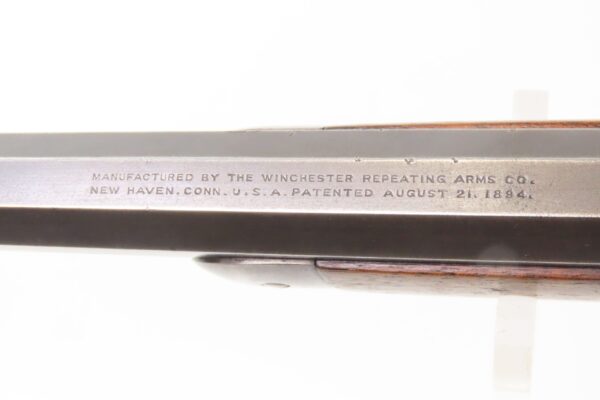 MANUFACTURED BY THE WINCHESTER REPEATING ARMS CO.
NEW HAVEN. CONN. U.S.A. PATENTED AUGUST 21. 1894.